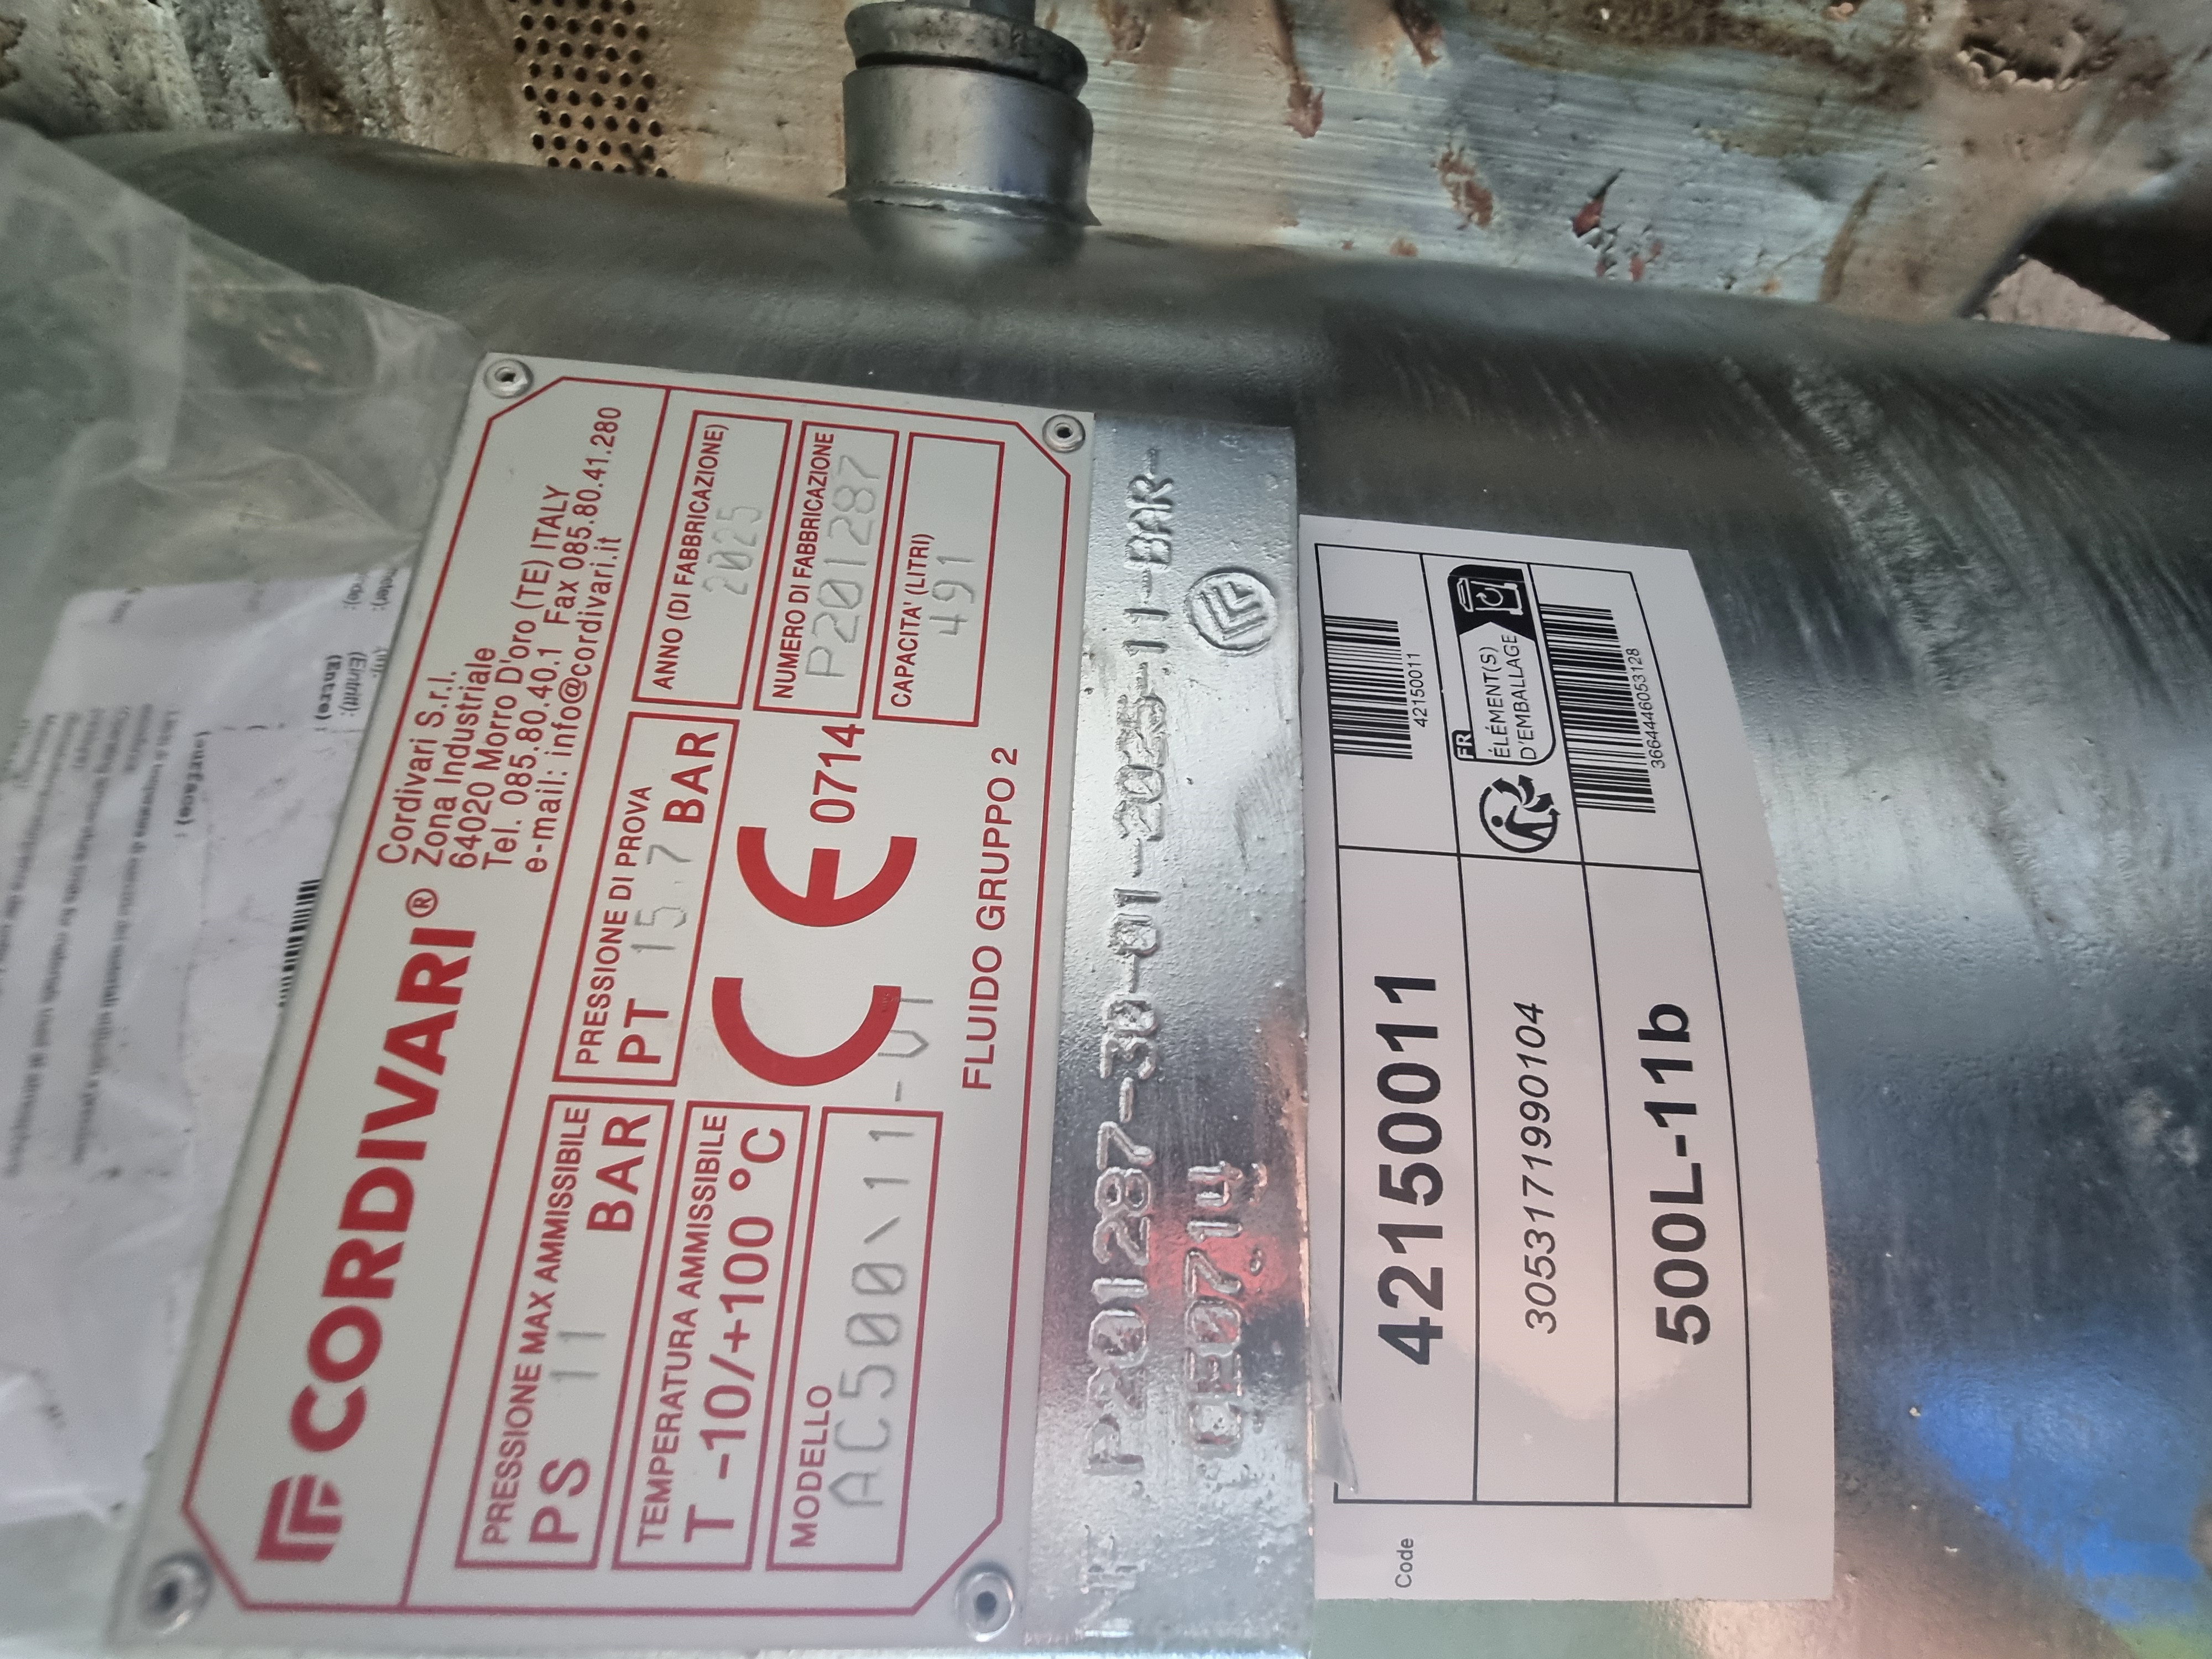 CORDIVARI®
Cordivari S.r.l.
Zona Industriale
64020 Morro D'oro (TE) ITALY
Tel. 085.80.40.1 Fax 085.80.41.280
e-mail: info@cordivari.it
PRESSIONE MAX AMMISSIBILE
PS 11 BAR
PRESSIONE DI PROVA
PT 15.7 BAR
ANNO (DI FABBRICAZIONE)
2025
TEMPERATURA AMMISSIBILE
T -10/+100 °C
CE 0714
NUMERO DI FABBRICAZIONE
P201287
MODELLO
AC500\11-VT
CAPACITA' (LITRI)
491
FLUIDO GRUPPO 2
P201287-30-01-2025-11-BAR-
CE0714
Code
42150011
42150011
3053171990104
FR
ÉLÉMENT(S)
D'EMBALLAGE
500L-11b
3664446053128
(Eintritt):
(Entrée):
(surface):